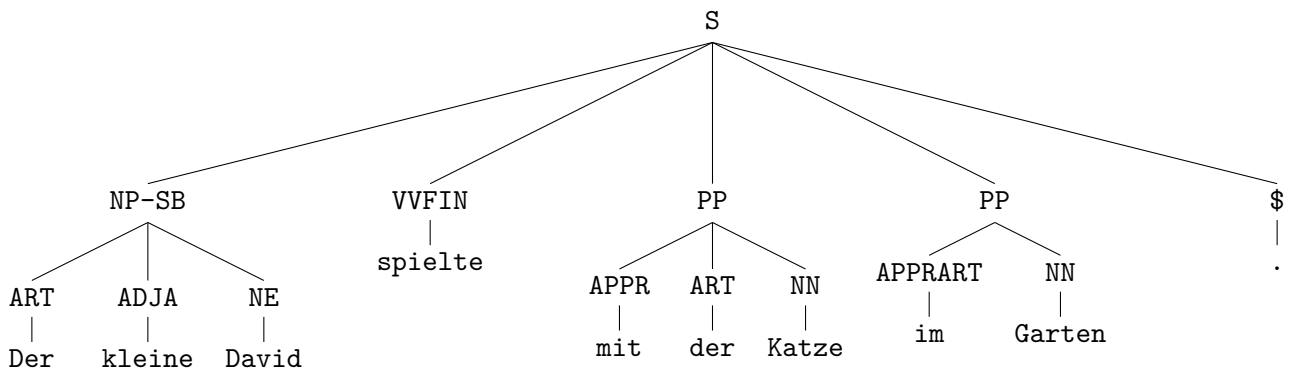 S
NP-SB VVFIN PP PP $
spielte .
ART ADJA NE APPR ART NN APPRART NN
Der kleine David mit der Katze im Garten